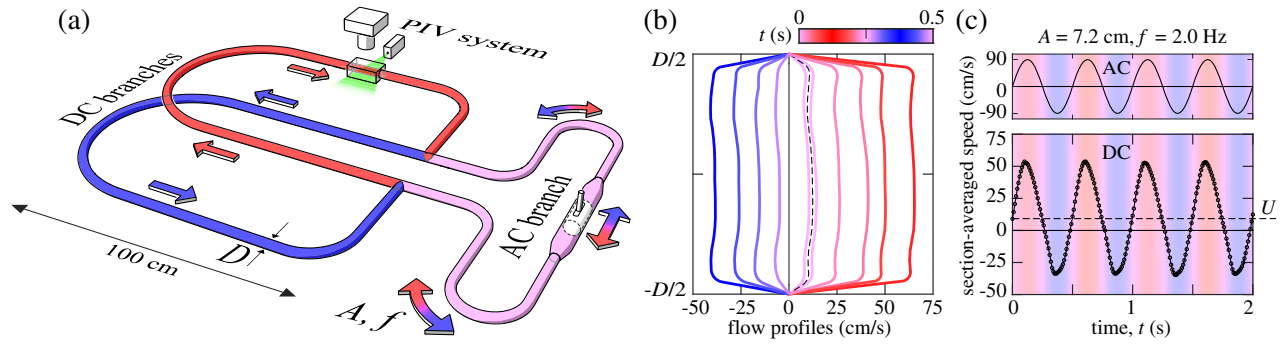 (a)
PIV system
DC branches
AC branch
D
100 cm
A, f
(b)
t (s)
0
0.5
D/2
-D/2
-50
-25
0
25
50
75
flow profiles (cm/s)
(c)
A = 7.2 cm, f = 2.0 Hz
section-averaged speed (cm/s)
90
0
-90
AC
75
50
25
0
-25
-50
DC
U
0
1
2
time, t (s)